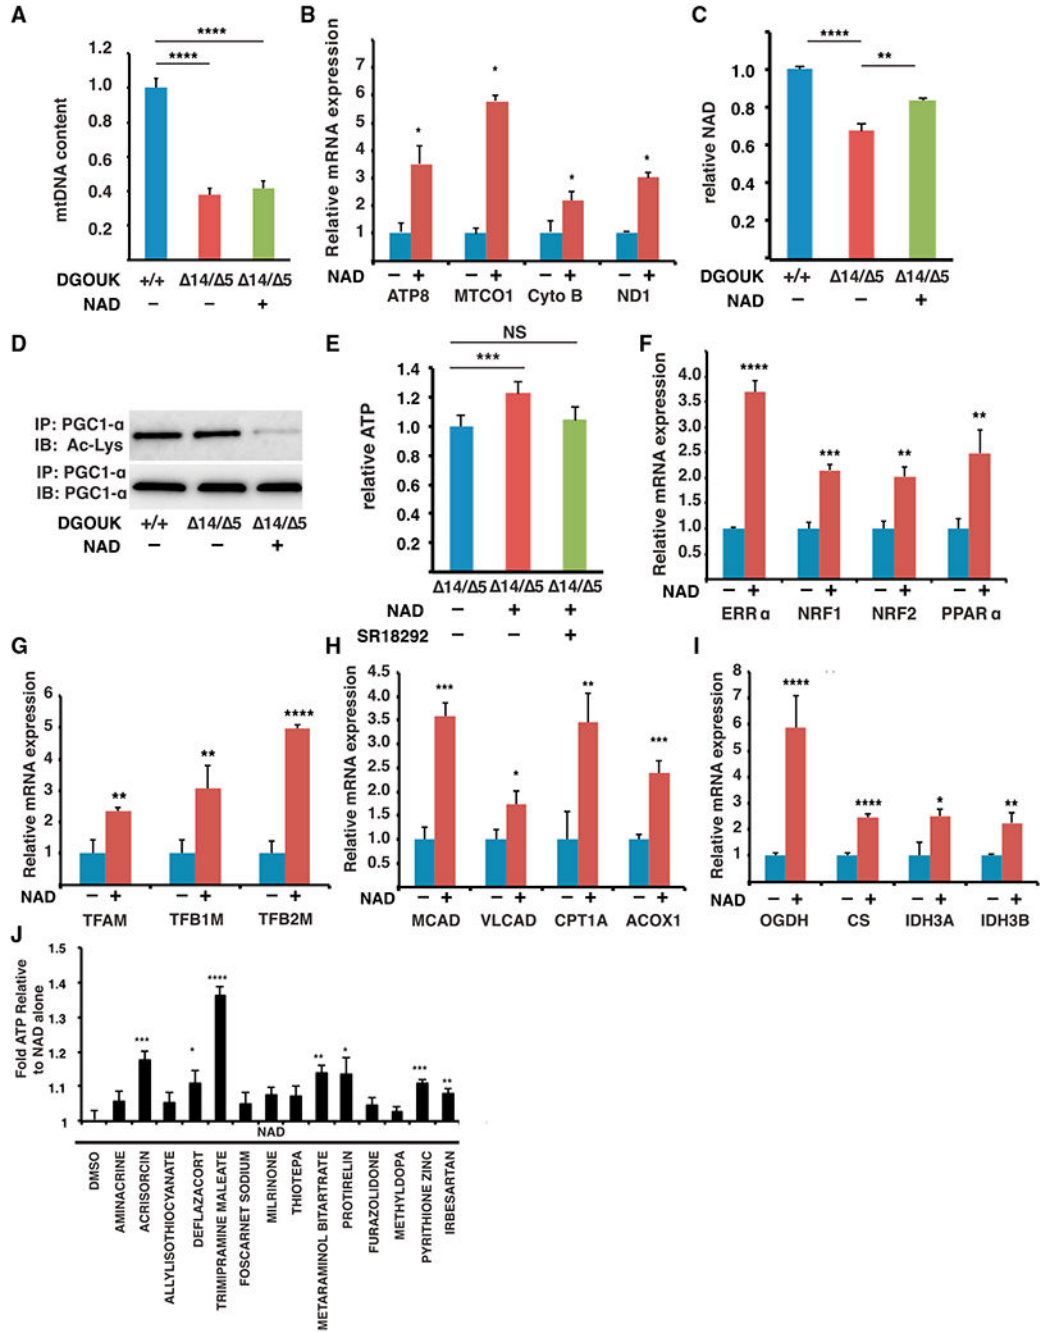 A
mtDNA content
1.2
1.0
0.8
0.6
0.4
0.2
****
****
DGOUK +/+ Δ14/Δ5 Δ14/Δ5
NAD – – +
B
Relative mRNA expression
7
6
5
4
3
2
1
* * * *
NAD – + – + – + – +
ATP8 MTCO1 Cyto B ND1
C
relative NAD
1.0
0.8
0.6
0.4
0.2
**** **
DGOUK +/+ Δ14/Δ5 Δ14/Δ5
NAD – – +
D
IP: PGC1-α
IB: Ac-Lys
IP: PGC1-α
IB: PGC1-α
DGOUK +/+ Δ14/Δ5 Δ14/Δ5
NAD – – +
E
relative ATP
1.4
1.2
1.0
0.8
0.6
0.4
0.2
NS
***
Δ14/Δ5 Δ14/Δ5 Δ14/Δ5
NAD – + +
SR18292 – – +
F
Relative mRNA expression
4.0
3.0
2.5
2.0
1.5
1.0
0.5
**** *** ** **
NAD – + – + – + – +
ERR α NRF1 NRF2 PPAR α
G
Relative mRNA expression
6
5
4
3
2
1
** ** ****
NAD – + – + – +
TFAM TFB1M TFB2M
H
Relative mRNA expression
4.5
4.0
3.5
3.0
2.5
2.0
1.5
1.0
0.5
*** * ** ***
NAD – + – + – + – +
MCAD VLCAD CPT1A ACOX1
I
Relative mRNA expression
8
7
6
5
4
3
2
1
**** **** * **
NAD – + – + – + – +
OGDH CS IDH3A IDH3B
J
Fold ATP Relative
to NAD alone
1.5
1.4
1.3
1.2
1.1
1
*** * **** ** * *** **
NAD
DMSO
AMINACRINE
ACRISORCIN
ALLYLISOTHIOCYANATE
DEFLAZACORT
TRIMIPRAMINE MALEATE
FOSCARNET SODIUM
MILRINONE
THIOTEPA
METARAMINOL BITARTRATE
PROTIRELIN
FURAZOLIDONE
METHYLDOPA
PYRITHIONE ZINC
IRBESARTAN